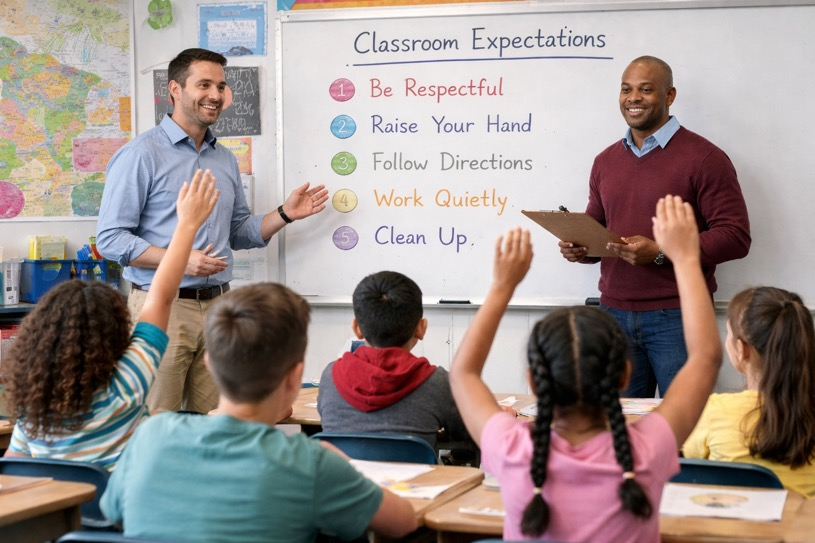 Classroom Expectations
1 Be Respectful
2 Raise Your Hand
3 Follow Directions
4 Work Quietly.
5 Clean Up.